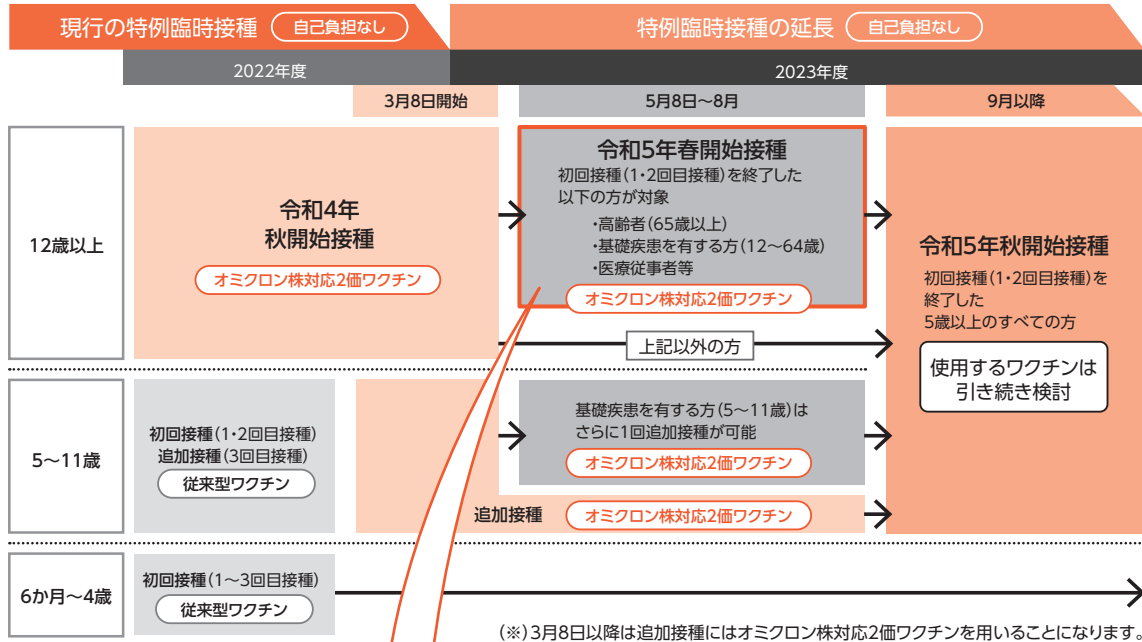 現行の特例臨時接種 自己負担なし
特例臨時接種の延長 自己負担なし
2022年度
2023年度
3月8日開始
5月8日~8月
9月以降
12歳以上
令和4年
秋開始接種
オミクロン株対応2価ワクチン
令和5年春開始接種
初回接種(1・2回目接種)を終了した
以下の方が対象
・高齢者(65歳以上)
・基礎疾患を有する方(12~64歳)
・医療従事者等
オミクロン株対応2価ワクチン
上記以外の方
令和5年秋開始接種
初回接種(1・2回目接種)を
終了した
5歳以上のすべての方
使用するワクチンは
引き続き検討
5~11歳
初回接種(1・2回目接種)
追加接種(3回目接種)
従来型ワクチン
基礎疾患を有する方(5~11歳)は
さらに1回追加接種が可能
オミクロン株対応2価ワクチン
追加接種 オミクロン株対応2価ワクチン
6か月~4歳
初回接種(1~3回目接種)
従来型ワクチン
(※)3月8日以降は追加接種にはオミクロン株対応2価ワクチンを用いることになります。